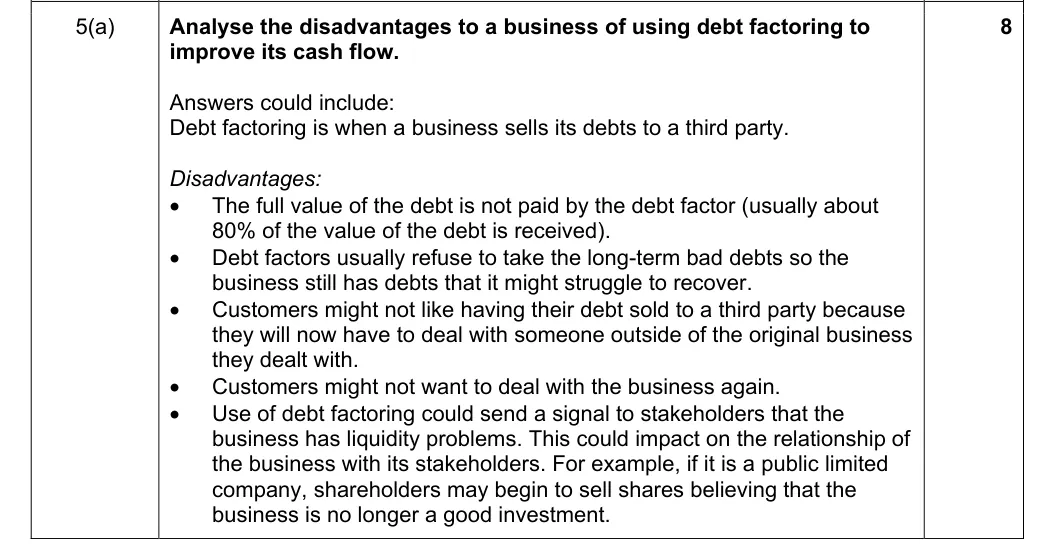 5(a) Analyse the disadvantages to a business of using debt factoring to 8
improve its cash flow.
Answers could include:
Debt factoring is when a business sells its debts to a third party.
Disadvantages:
• The full value of the debt is not paid by the debt factor (usually about
80% of the value of the debt is received).
• Debt factors usually refuse to take the long-term bad debts so the
business still has debts that it might struggle to recover.
• Customers might not like having their debt sold to a third party because
they will now have to deal with someone outside of the original business
they dealt with.
• Customers might not want to deal with the business again.
• Use of debt factoring could send a signal to stakeholders that the
business has liquidity problems. This could impact on the relationship of
the business with its stakeholders. For example, if it is a public limited
company, shareholders may begin to sell shares believing that the
business is no longer a good investment.